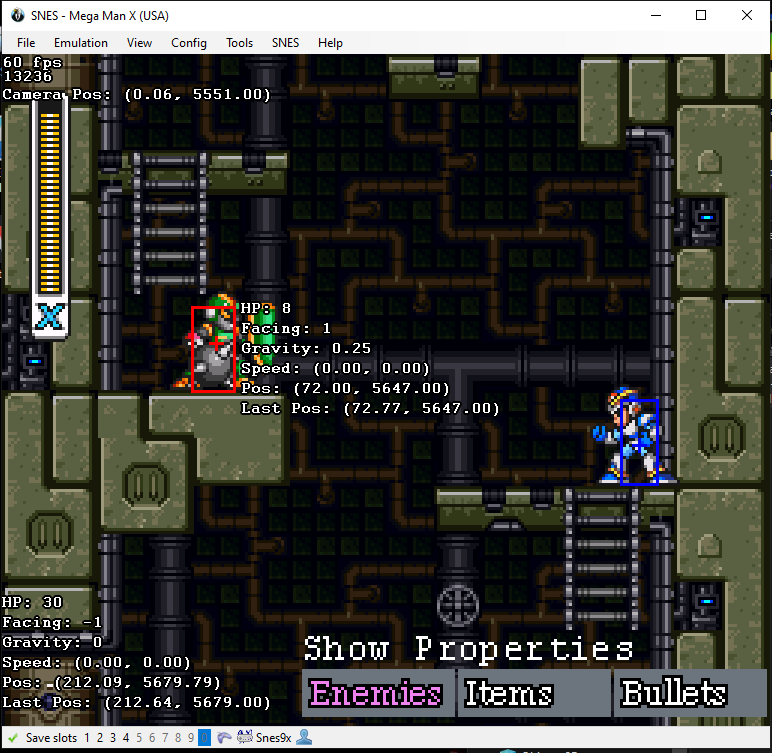 SNES - Mega Man X (USA)
File Emulation View Config Tools SNES Help
60 fps
13236
Camera Pos: (0.06, 5551.00)
X
HP: 8
Facing: 1
Gravity: 0.25
Speed: (0.00, 0.00)
Pos: (72.00, 5647.00)
Last Pos: (72.77, 5647.00)
HP: 30
Facing: -1
Gravity: 0
Speed: (0.00, 0.00)
Pos: (212.09, 5679.79)
Last Pos: (212.64, 5679.00)
Show Properties
Enemies Items Bullets
Save slots 1 2 3 4 5 6 7 8 9 0 Snes9x